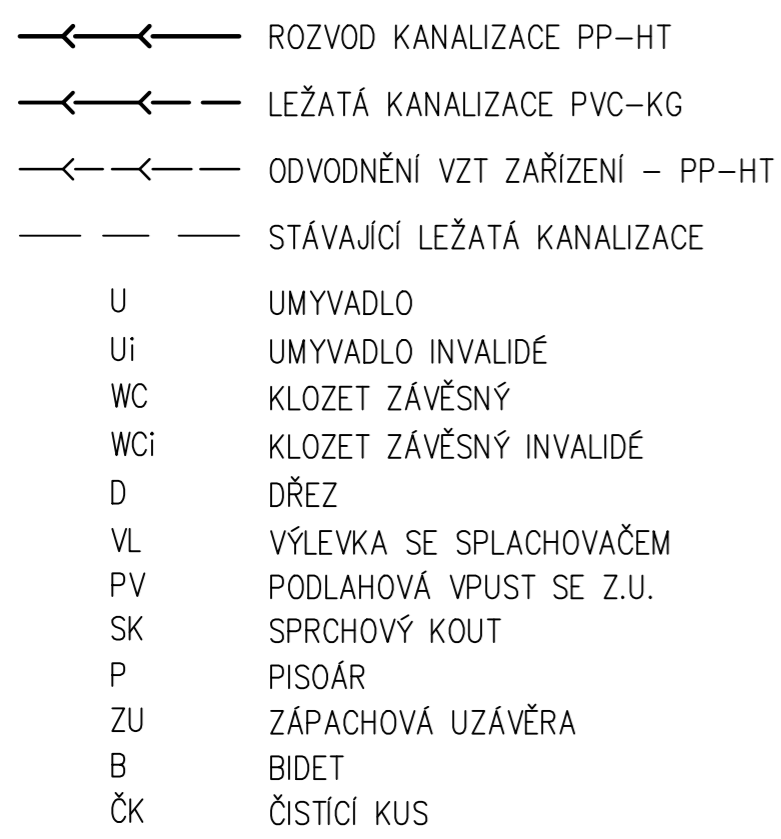 ROZVOD KANALIZACE PP–HT
LEŽATÁ KANALIZACE PVC–KG
ODVODNĚNÍ VZT ZAŘÍZENÍ – PP–HT
STÁVAJÍCÍ LEŽATÁ KANALIZACE
U UMYVADLO
Ui UMYVADLO INVALIDÉ
WC KLOZET ZÁVĚSNÝ
WCi KLOZET ZÁVĚSNÝ INVALIDÉ
D DŘEZ
VL VÝLEVKA SE SPLACHOVAČEM
PV PODLAHOVÁ VPUST SE Z.U.
SK SPRCHOVÝ KOUT
P PISOÁR
ZU ZÁPACHOVÁ UZÁVĚRA
B BIDET
ČK ČISTÍCÍ KUS